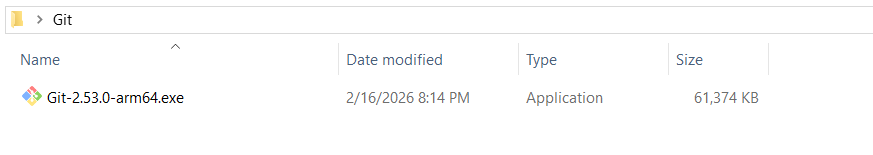 Git
Name Date modified Type Size
Git-2.53.0-arm64.exe 2/16/2026 8:14 PM Application 61,374 KB